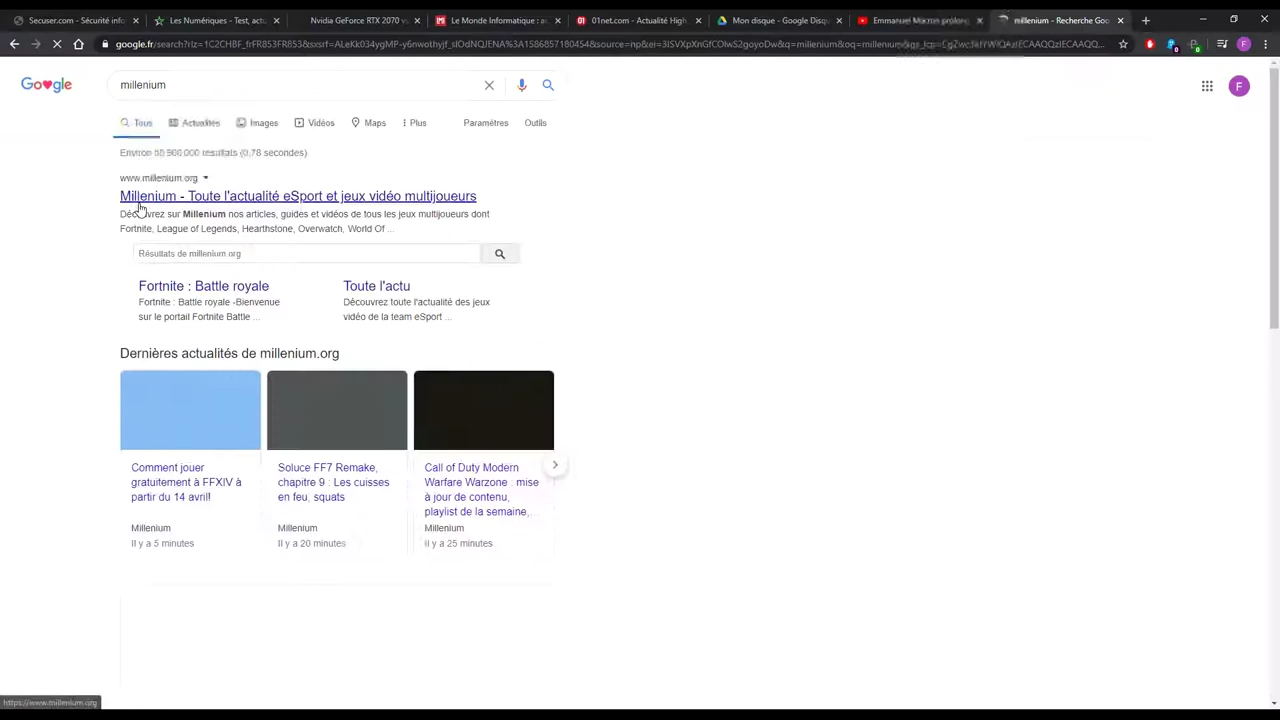 Secuser.com - Sécurité info
Les Numériques - Test, actu
Nvidia GeForce RTX 2070 vs
Le Monde Informatique : a
01net.com - Actualité High
Mon disque - Google Disque
Emmanuel Macron prolong
millenium - Recherche Goo
Google
millenium
F
Tous
Actualités
Images
Vidéos
Maps
Plus
Paramètres
Outils
résultats (0,78 secondes)
www.millenium.org
Millenium - Toute l'actualité eSport et jeux vidéo multijoueurs
Découvrez sur Millenium nos articles, guides et vidéos de tous les jeux multijoueurs dont
Fortnite, League of Legends, Hearthstone, Overwatch, World Of ...
Résultats de millenium.org
Fortnite : Battle royale
Fortnite : Battle royale -Bienvenue
sur le portail Fortnite Battle ...
Toute l'actu
Découvrez toute l'actualité des jeux
vidéo de la team eSport ...
Dernières actualités de millenium.org
Comment jouer
gratuitement à FFXIV à
partir du 14 avril!
Millenium
Il y a 5 minutes
Soluce FF7 Remake,
chapitre 9 : Les cuisses
en feu, squats
Millenium
Il y a 20 minutes
Call of Duty Modern
Warfare Warzone : mise
à jour de contenu,
playlist de la semaine,...
Millenium
Il y a 25 minutes
https://www.millenium.org